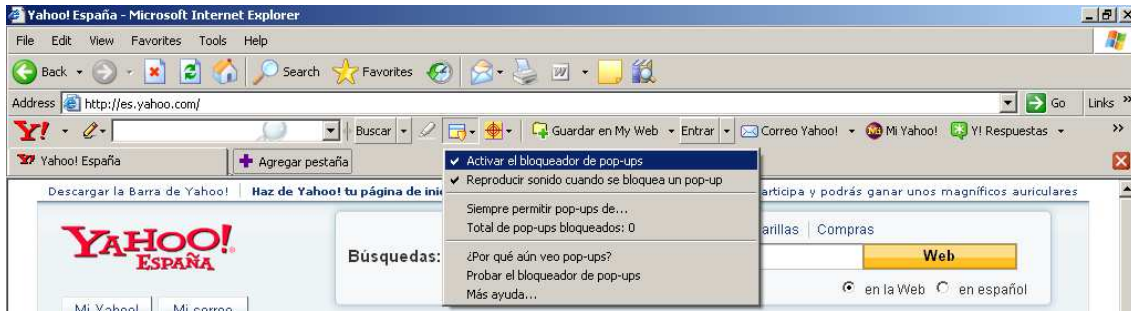 Yahoo! España - Microsoft Internet Explorer
File Edit View Favorites Tools Help
Back Search Favorites
Address http://es.yahoo.com/ Go Links »
Y! Buscar Guardar en My Web Entrar Correo Yahoo! Mi Yahoo! Y! Respuestas »
Yahoo! España Agregar pestaña
Activar el bloqueador de pop-ups
Reproducir sonido cuando se bloquea un pop-up
Siempre permitir pop-ups de...
Total de pop-ups bloqueados: 0
¿Por qué aún veo pop-ups?
Probar el bloqueador de pop-ups
Más ayuda...
Descargar la Barra de Yahoo! | Haz de Yahoo! tu página de y podrás ganar unos magníficos auriculares
YAHOO! ESPAÑA
Compras
Búsquedas: Web
en la Web en español
Mi Yahoo! Mi correo